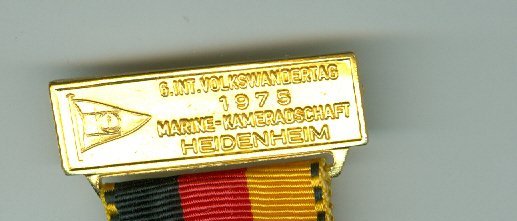 6. INT. VOLKSWANDERTAG
1975
MARINE-KAMERADSCHAFT
HEIDENHEIM